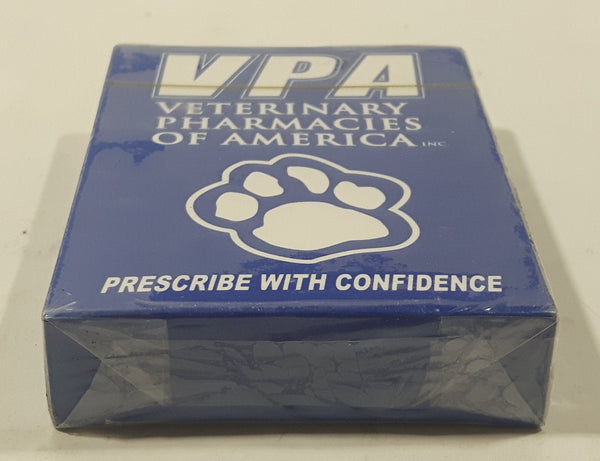 VPA
VETERINARY
PHARMACIES
OF AMERICA INC
PRESCRIBE WITH CONFIDENCE